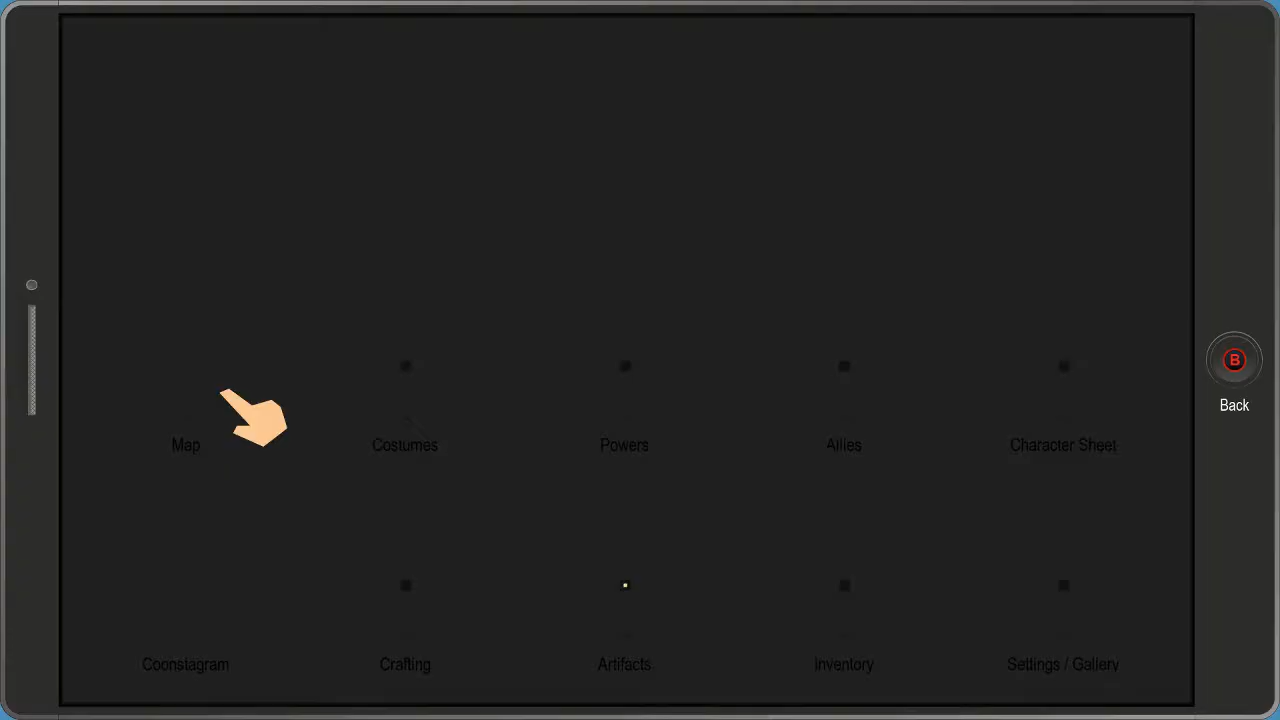 B
Back
Map
Costumes
Powers
Allies
Character Sheet
Coonstagram
Crafting
Artifacts
Inventory
Settings / Gallery